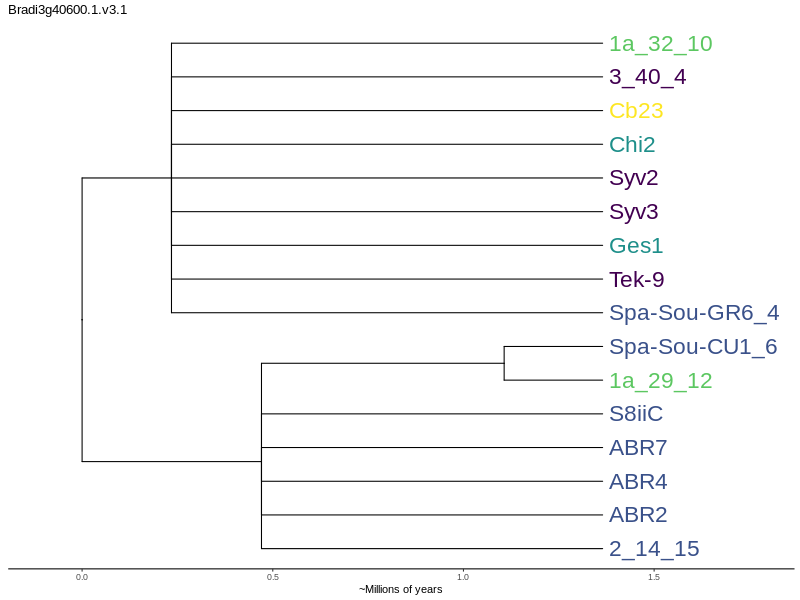 Bradi3g40600.1.v3.1
1a_32_10
3_40_4
Cb23
Chi2
Syv2
Syv3
Ges1
Tek-9
Spa-Sou-GR6_4
Spa-Sou-CU1_6
1a_29_12
S8iiC
ABR7
ABR4
ABR2
2_14_15
0.0 0.5 1.0 1.5
~Millions of years